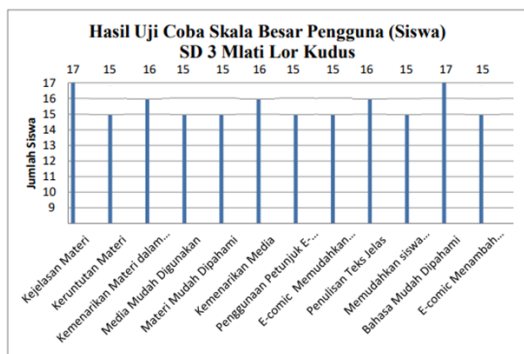 Hasil Uji Coba Skala Besar Pengguna (Siswa)
SD 3 Mlati Lor Kudus
17 15 16 15 15 16 15 15 16 15 17 15
Jumlah Siswa
17
16
15
14
13
12
11
10
9
Kejelasan Materi
Keruntutan Materi
Kemenarikan Materi dalam...
Media Mudah Digunakan
Materi Mudah Dipahami
Kemenarikan Media
Penggunaan Petunjuk E-...
E-comic Memudahkan...
Penulisan Teks Jelas
Memudahkan siswa...
Bahasa Mudah Dipahami
E-comic Menambah...